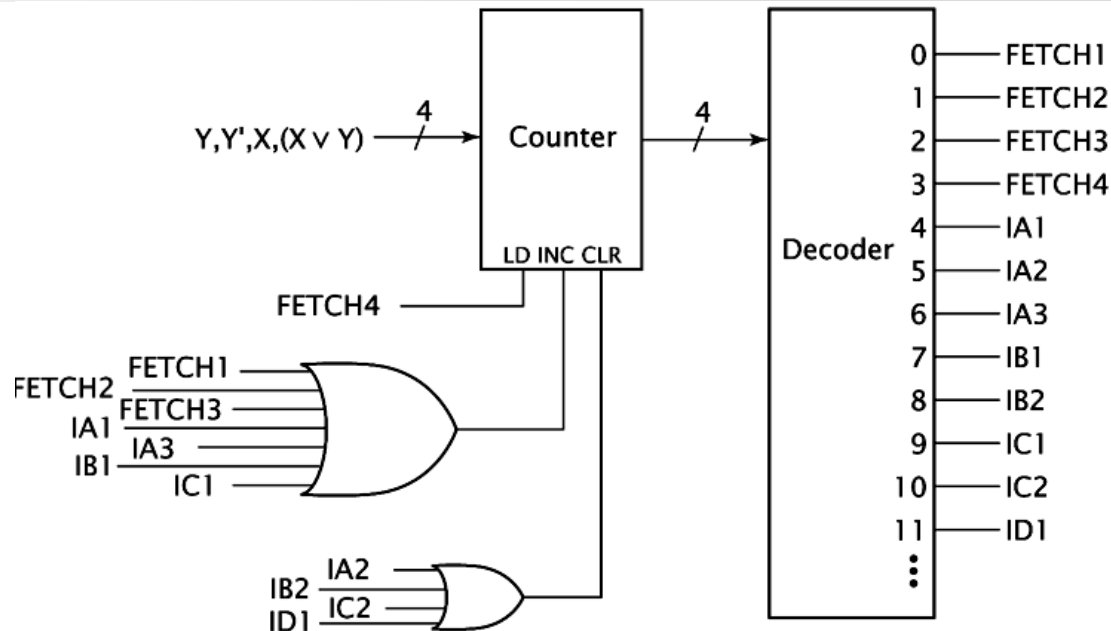 Y,Y',X,(X ∨ Y)
4
Counter
LD INC CLR
4
Decoder
0 FETCH1
1 FETCH2
2 FETCH3
3 FETCH4
4 IA1
5 IA2
6 IA3
7 IB1
8 IB2
9 IC1
10 IC2
11 ID1
FETCH4
FETCH1
FETCH2
FETCH3
IA1
IA3
IB1
IC1
IA2
IB2
IC2
ID1